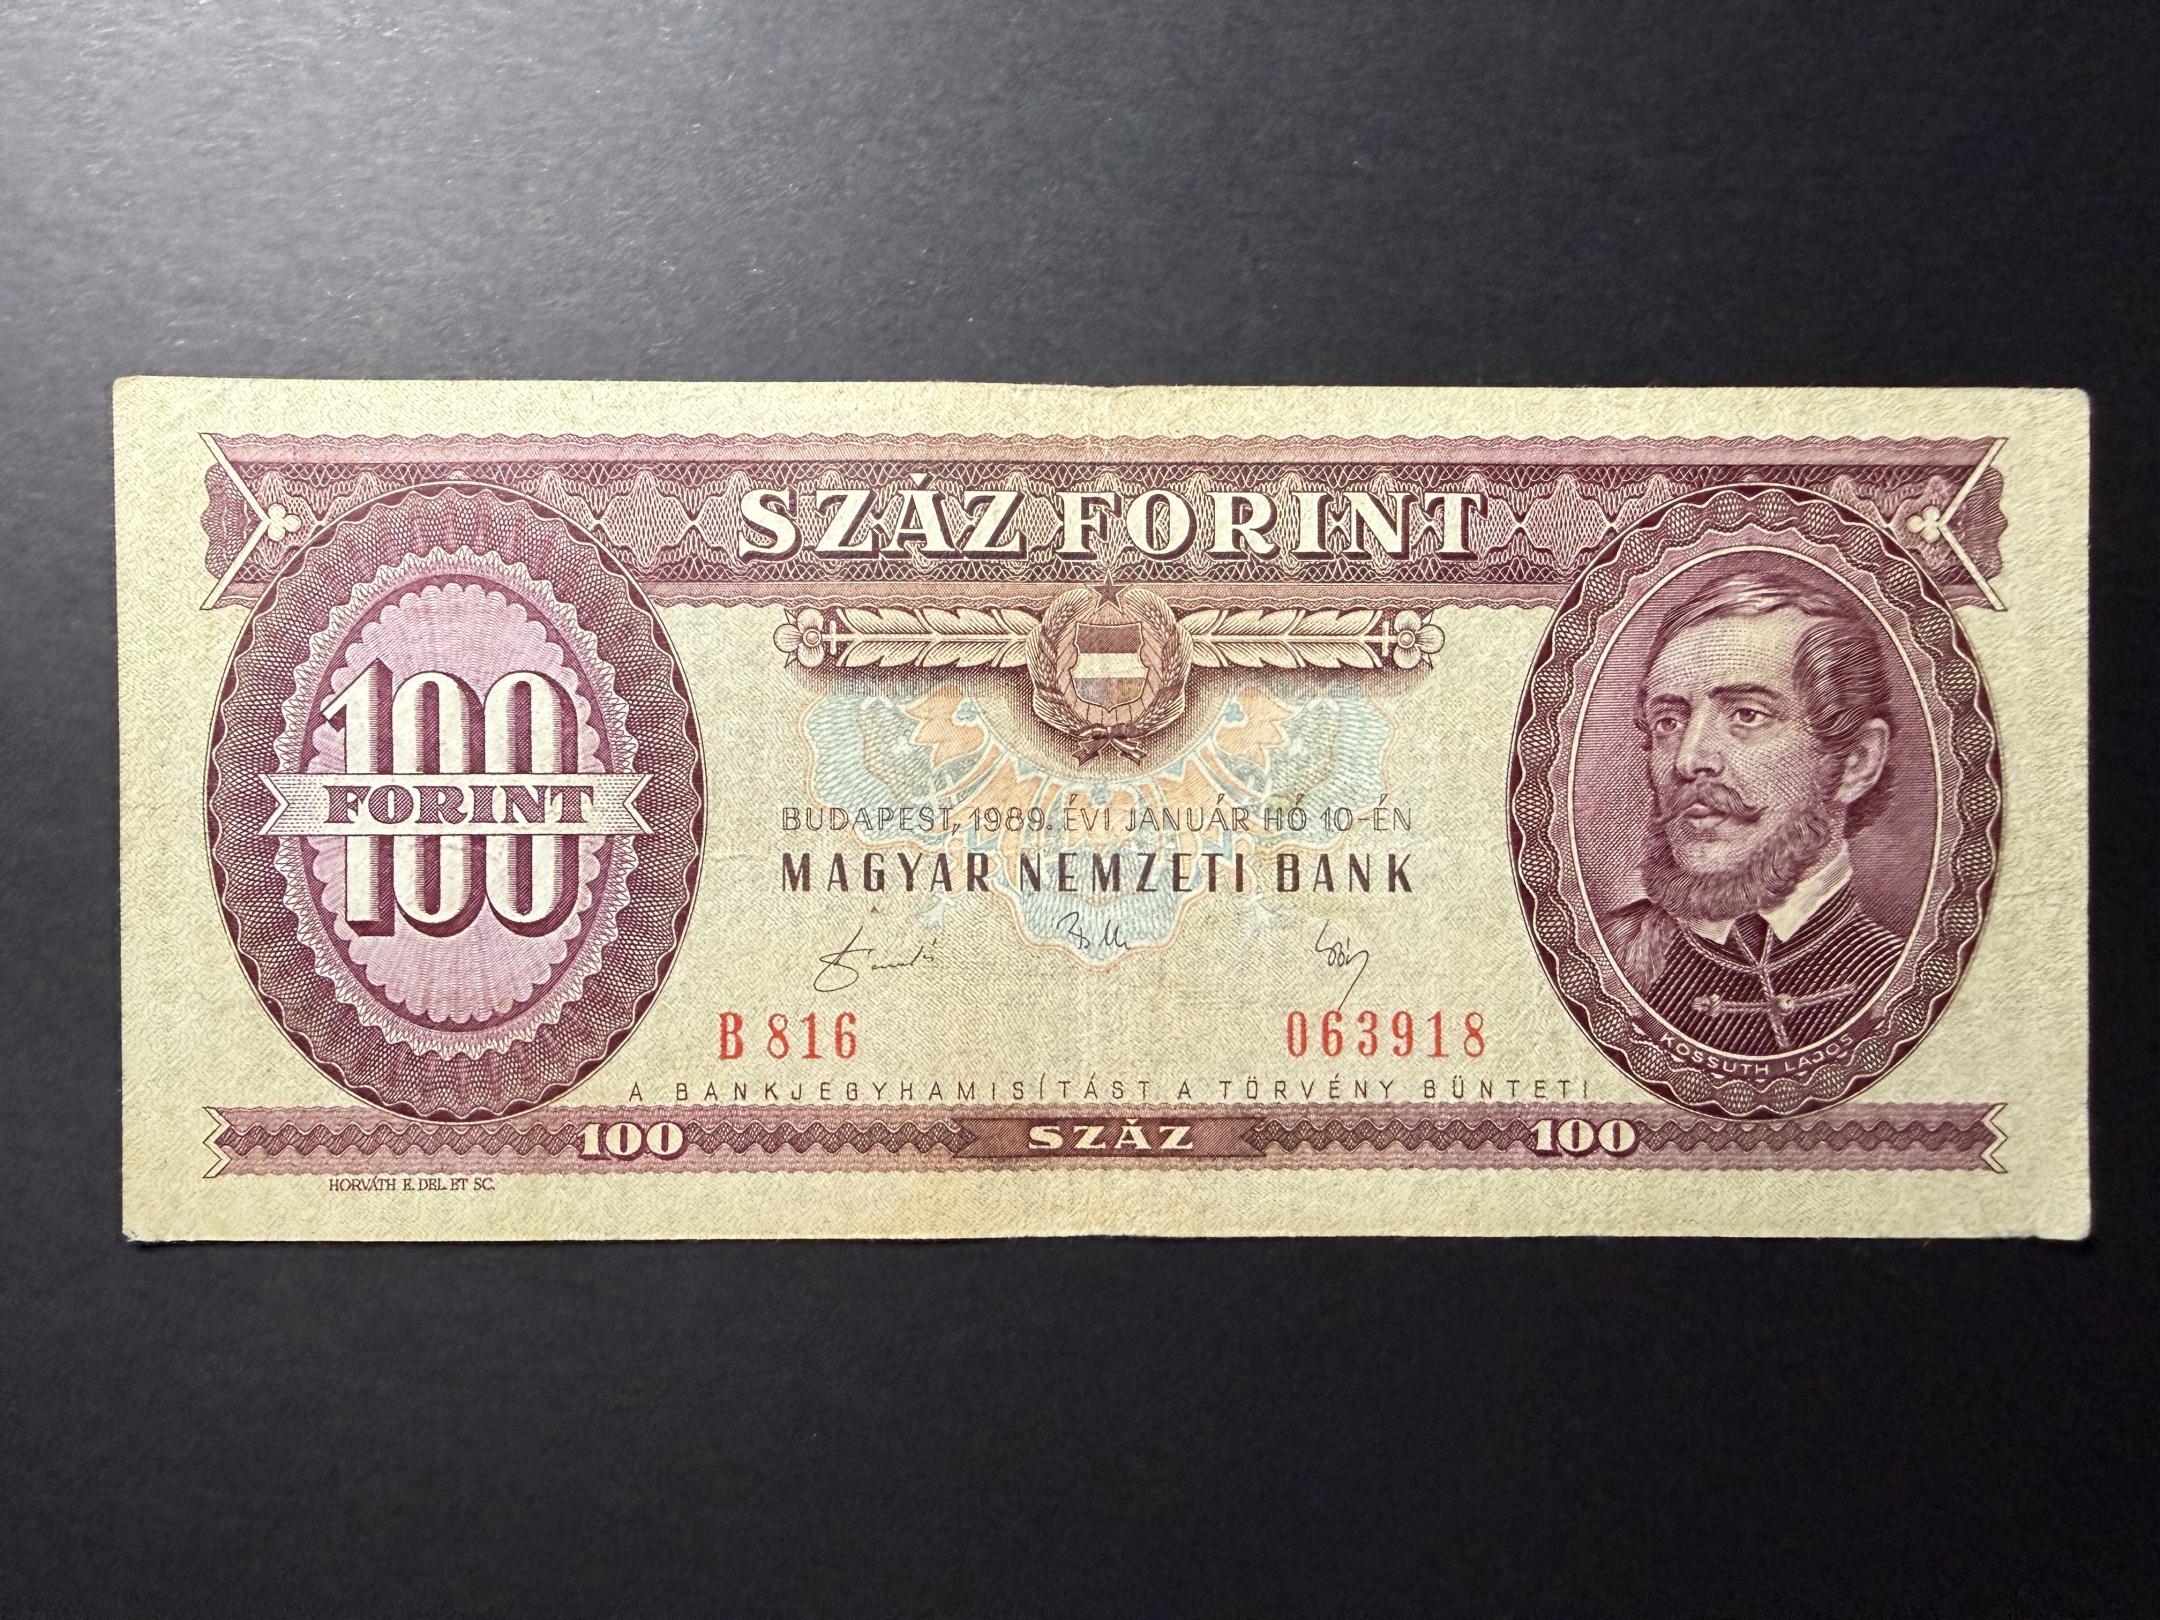 SZÁZ FORINT
100
FORINT
BUDAPEST, 1989. ÉVI JANUÁR HÓ 10-ÉN
MAGYAR NEMZETI BANK
B 816
063918
KOSSUTH LAJOS
A BANKJEGYHAMISÍTÁST A TÖRVÉNY BÜNTETI
100 SZÁZ 100
HORVÁTH E. DEL. ET SC.